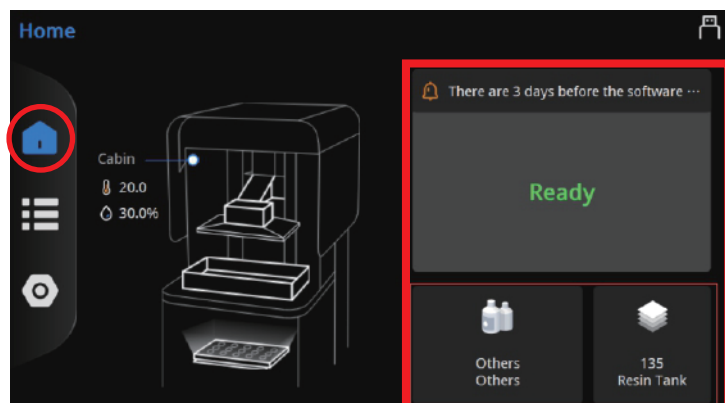 Home
There are 3 days before the software ···
Cabin
20.0
30.0%
Ready
Others
Others
135
Resin Tank